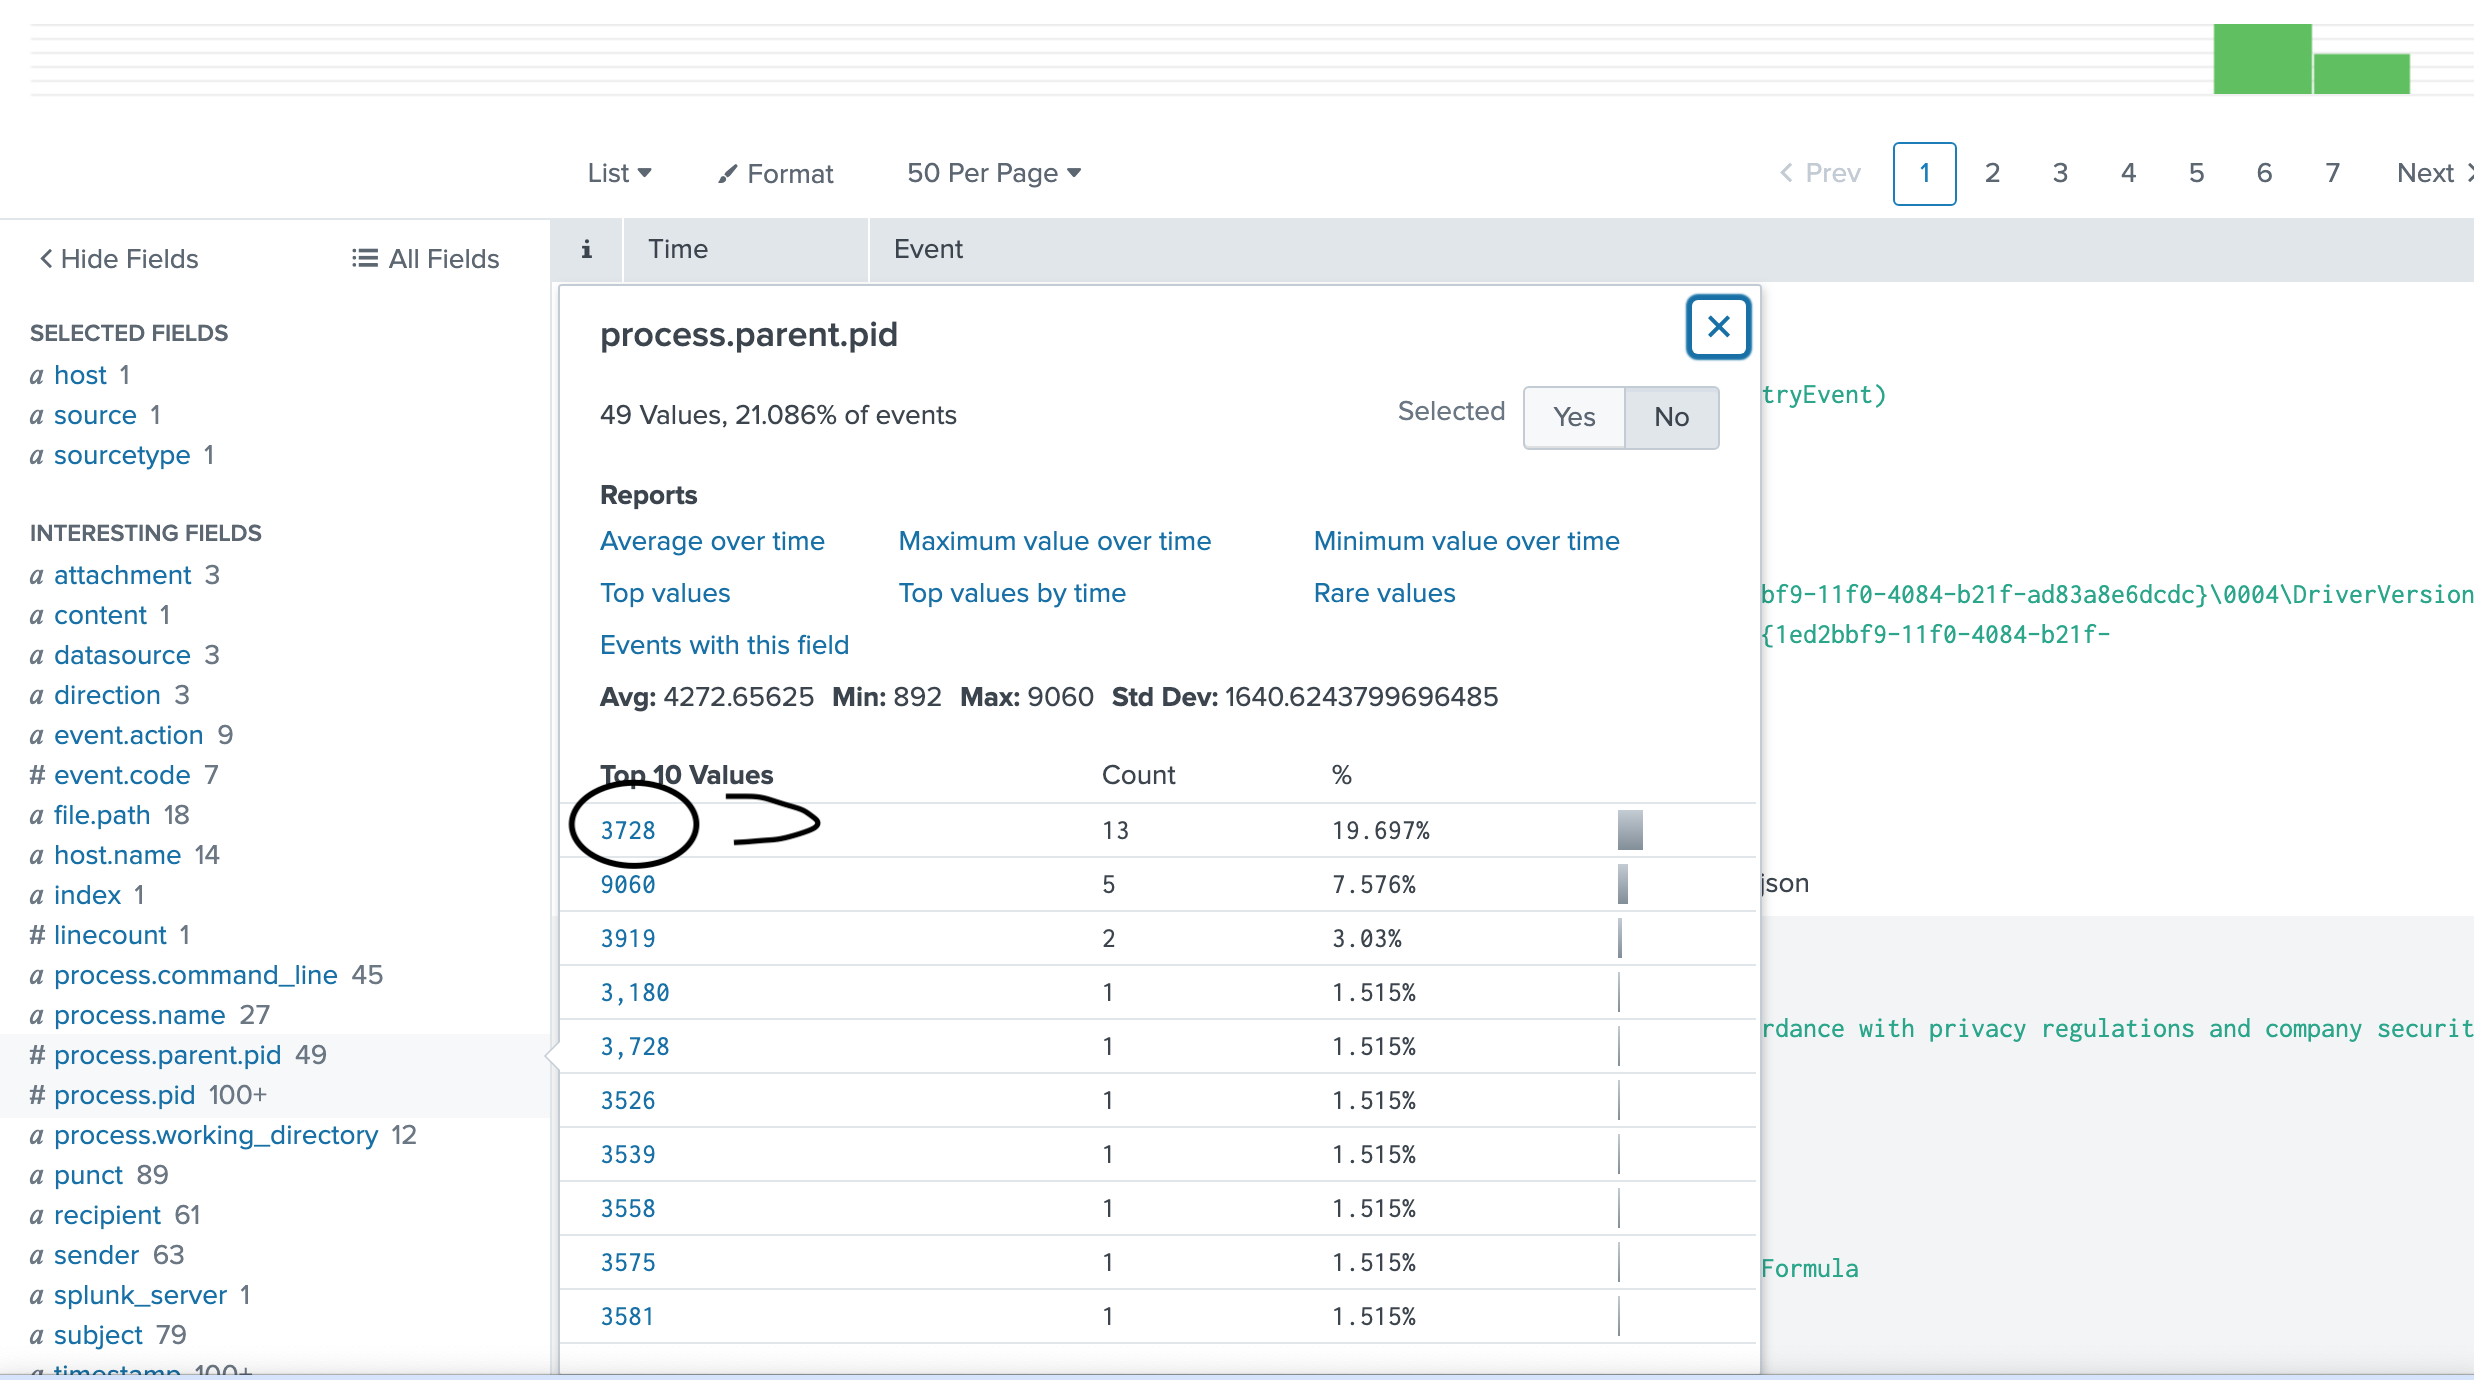 List
Format
50 Per Page
Prev 1 2 3 4 5 6 7 Next
Hide Fields
All Fields
i Time Event
SELECTED FIELDS
a host 1
a source 1
a sourcetype 1
INTERESTING FIELDS
a attachment 3
a content 1
a datasource 3
a direction 3
a event.action 9
# event.code 7
a file.path 18
a host.name 14
a index 1
# linecount 1
a process.command_line 45
a process.name 27
# process.parent.pid 49
# process.pid 100+
a process.working_directory 12
a punct 89
a recipient 61
a sender 63
a splunk_server 1
a subject 79
a timestamp 100+
process.parent.pid
49 Values, 21.086% of events
Selected Yes No
Reports
Average over time Maximum value over time Minimum value over time
Top values Top values by time Rare values
Events with this field
Avg: 4272.65625 Min: 892 Max: 9060 Std Dev: 1640.6243799696485
Top 10 Values Count %
3728 13 19.697%
9060 5 7.576%
3919 2 3.03%
3,180 1 1.515%
3,728 1 1.515%
3526 1 1.515%
3539 1 1.515%
3558 1 1.515%
3575 1 1.515%
3581 1 1.515%
tryEvent)
bf9-11f0-4084-b21f-ad83a8e6dcdc}\0004\DriverVersion
{1ed2bbf9-11f0-4084-b21f-
json
rdance with privacy regulations and company securit
Formula